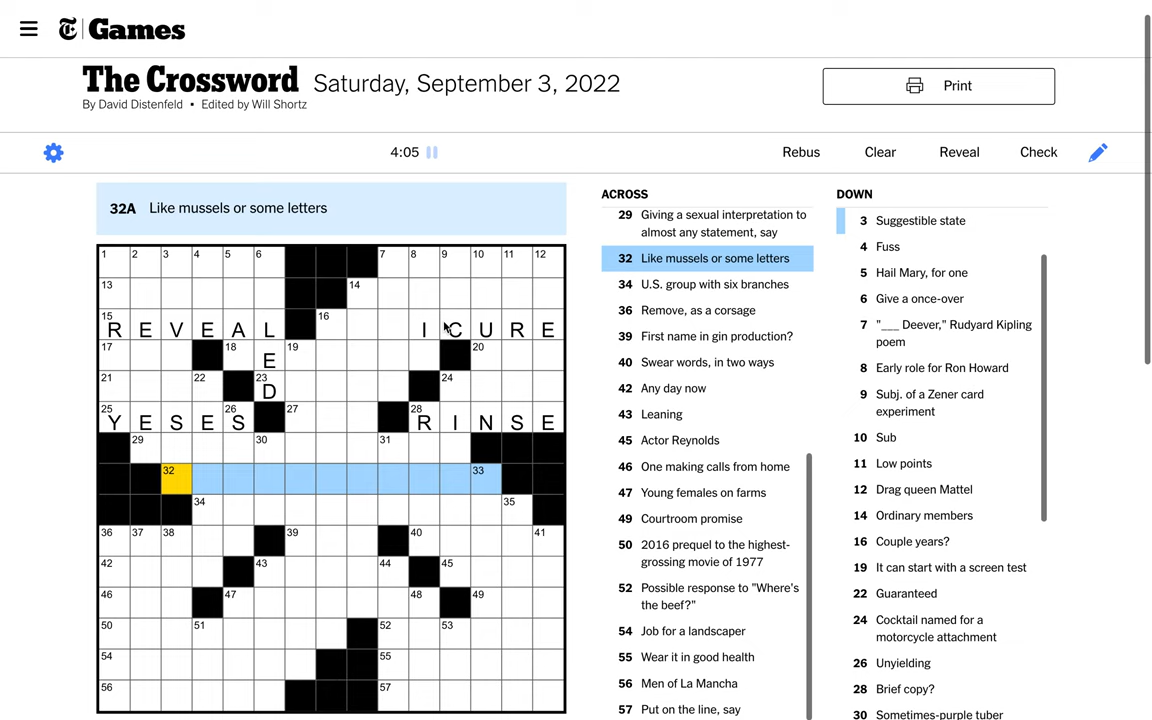 Games
The Crossword Saturday, September 3, 2022
By David Distenfeld • Edited by Will Shortz
Print
4:05
Rebus Clear Reveal Check
32A Like mussels or some letters
1 2 3 4 5 6 7 8 9 10 11 12
13 14
15 16
R E V E A L I C U R E
17 18 19 20
E
21 22 23 24
D
25 26 27 28
Y E S E S R I N S E
29 30 31
32 33
34 35
36 37 38 39 40 41
42 43 44 45
46 47 48 49
50 51 52 53
54 55
56 57
ACROSS
29 Giving a sexual interpretation to
almost any statement, say
32 Like mussels or some letters
34 U.S. group with six branches
36 Remove, as a corsage
39 First name in gin production?
40 Swear words, in two ways
42 Any day now
43 Leaning
45 Actor Reynolds
46 One making calls from home
47 Young females on farms
49 Courtroom promise
50 2016 prequel to the highest-
grossing movie of 1977
52 Possible response to "Where's
the beef?"
54 Job for a landscaper
55 Wear it in good health
56 Men of La Mancha
57 Put on the line, say
DOWN
3 Suggestible state
4 Fuss
5 Hail Mary, for one
6 Give a once-over
7 "___ Deever," Rudyard Kipling
poem
8 Early role for Ron Howard
9 Subj. of a Zener card
experiment
10 Sub
11 Low points
12 Drag queen Mattel
14 Ordinary members
16 Couple years?
19 It can start with a screen test
22 Guaranteed
24 Cocktail named for a
motorcycle attachment
26 Unyielding
28 Brief copy?
30 Sometimes-purple tuber